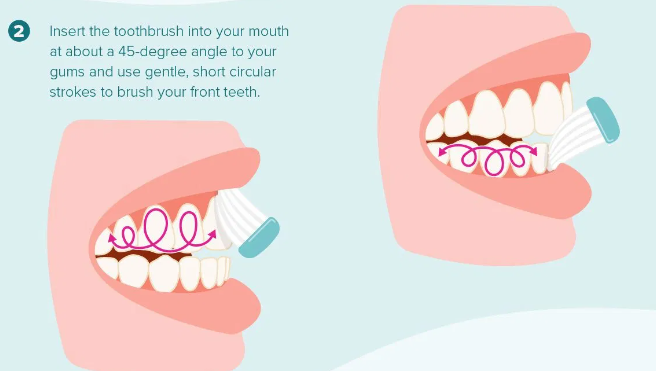 2 Insert the toothbrush into your mouth
at about a 45-degree angle to your
gums and use gentle, short circular
strokes to brush your front teeth.